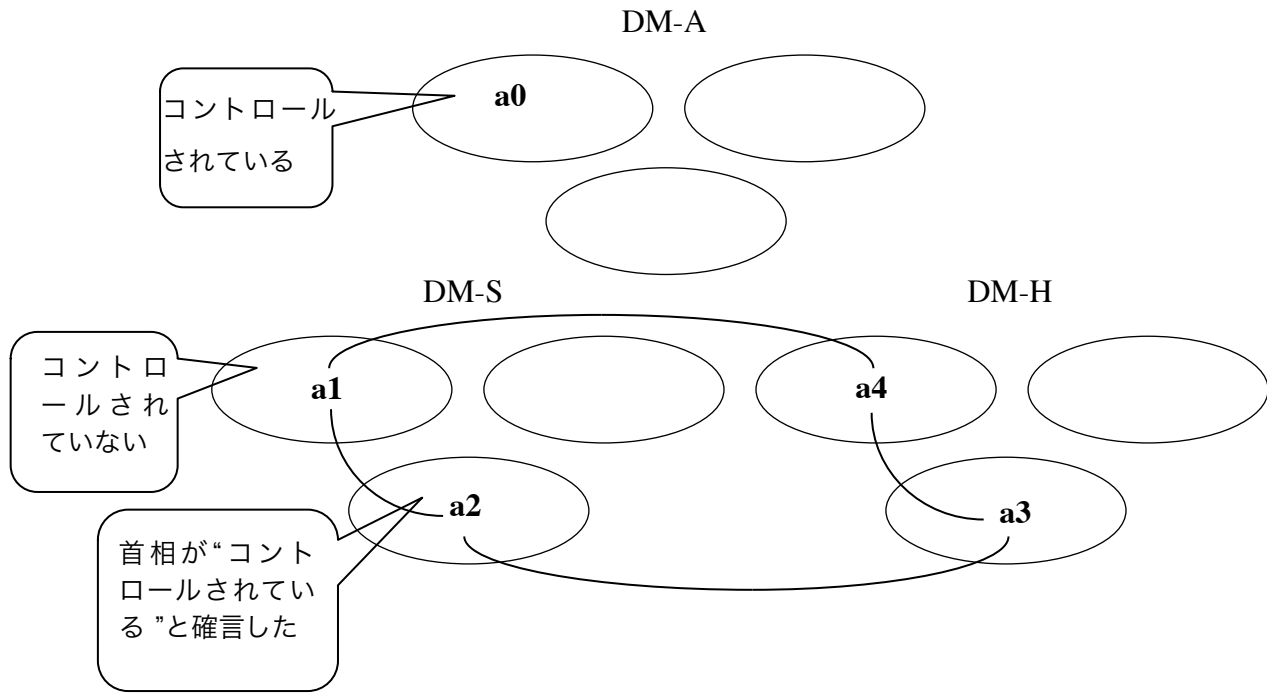 DM-A
コントロール
されている
a0
DM-S
DM-H
コントロ
ールされ
ていない
a1
a4
首相が“コント
ロールされてい
る ”と確言した
a2
a3